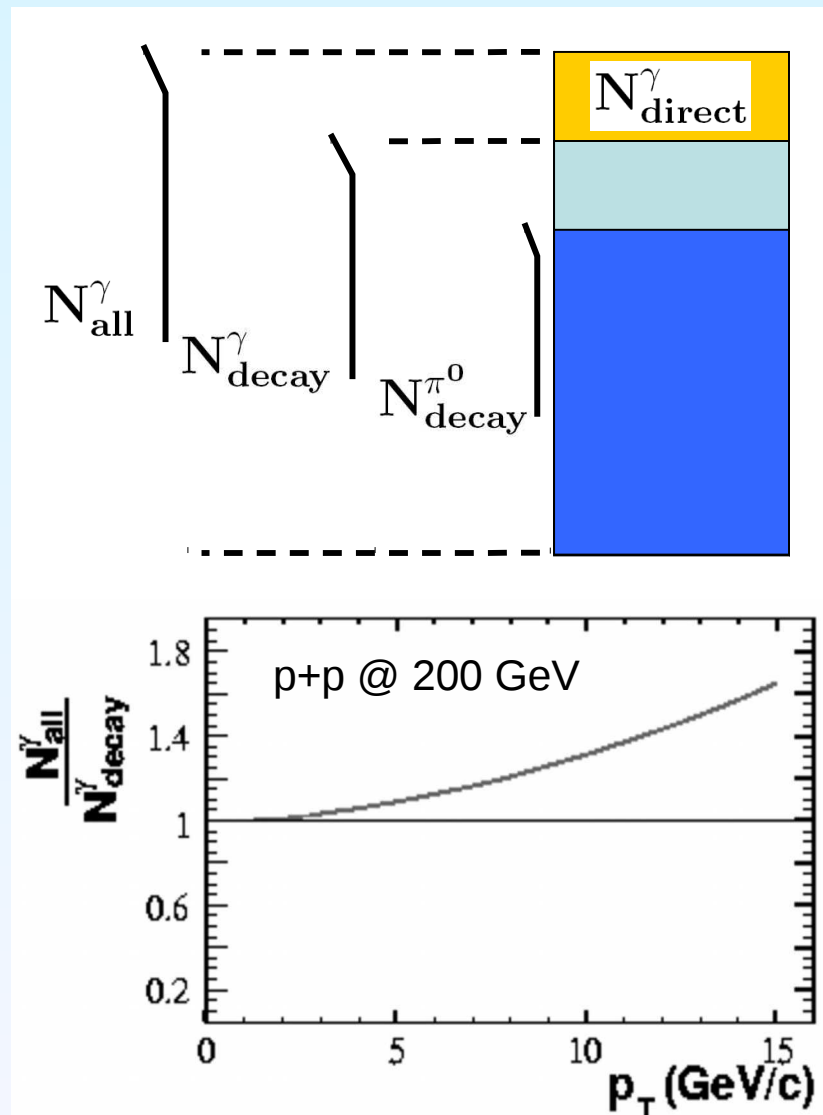 N^γ_direct
N^γ_all
N^γ_decay
N^π⁰_decay
p+p @ 200 GeV
N^γ_all
N^γ_decay
1.8
1.4
1
0.6
0.2
0 5 10 15
p_T (GeV/c)